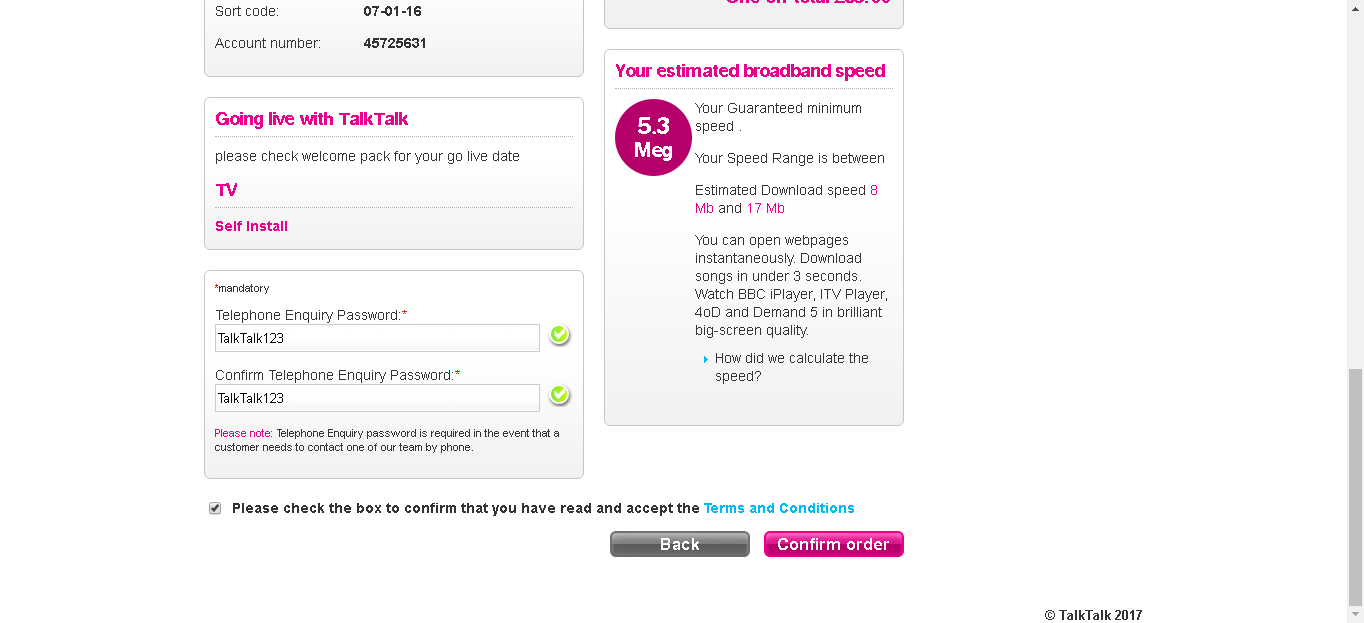 Sort code: 07-01-16
Account number: 45725631
Going live with TalkTalk
please check welcome pack for your go live date
TV
Self Install
*mandatory
Telephone Enquiry Password:*
TalkTalk123
Confirm Telephone Enquiry Password:*
TalkTalk123
Please note: Telephone Enquiry password is required in the event that a
customer needs to contact one of our team by phone.
Your estimated broadband speed
5.3
Meg
Your Guaranteed minimum
speed .
Your Speed Range is between
Estimated Download speed 8
Mb and 17 Mb
You can open webpages
instantaneously. Download
songs in under 3 seconds.
Watch BBC iPlayer, ITV Player,
4oD and Demand 5 in brilliant
big-screen quality.
How did we calculate the
speed?
Please check the box to confirm that you have read and accept the Terms and Conditions
Back
Confirm order
© TalkTalk 2017